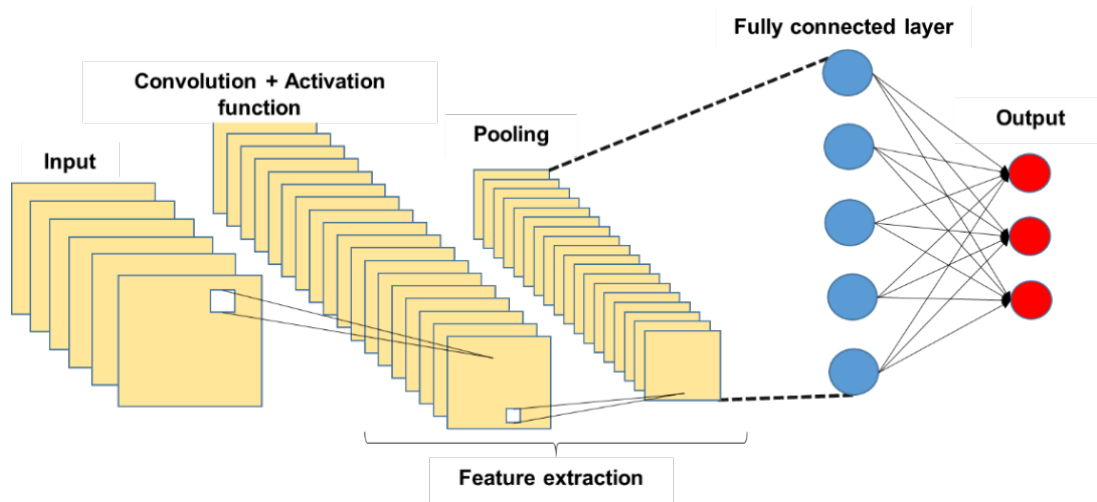 Fully connected layer
Convolution + Activation
function
Output
Pooling
Input
Feature extraction